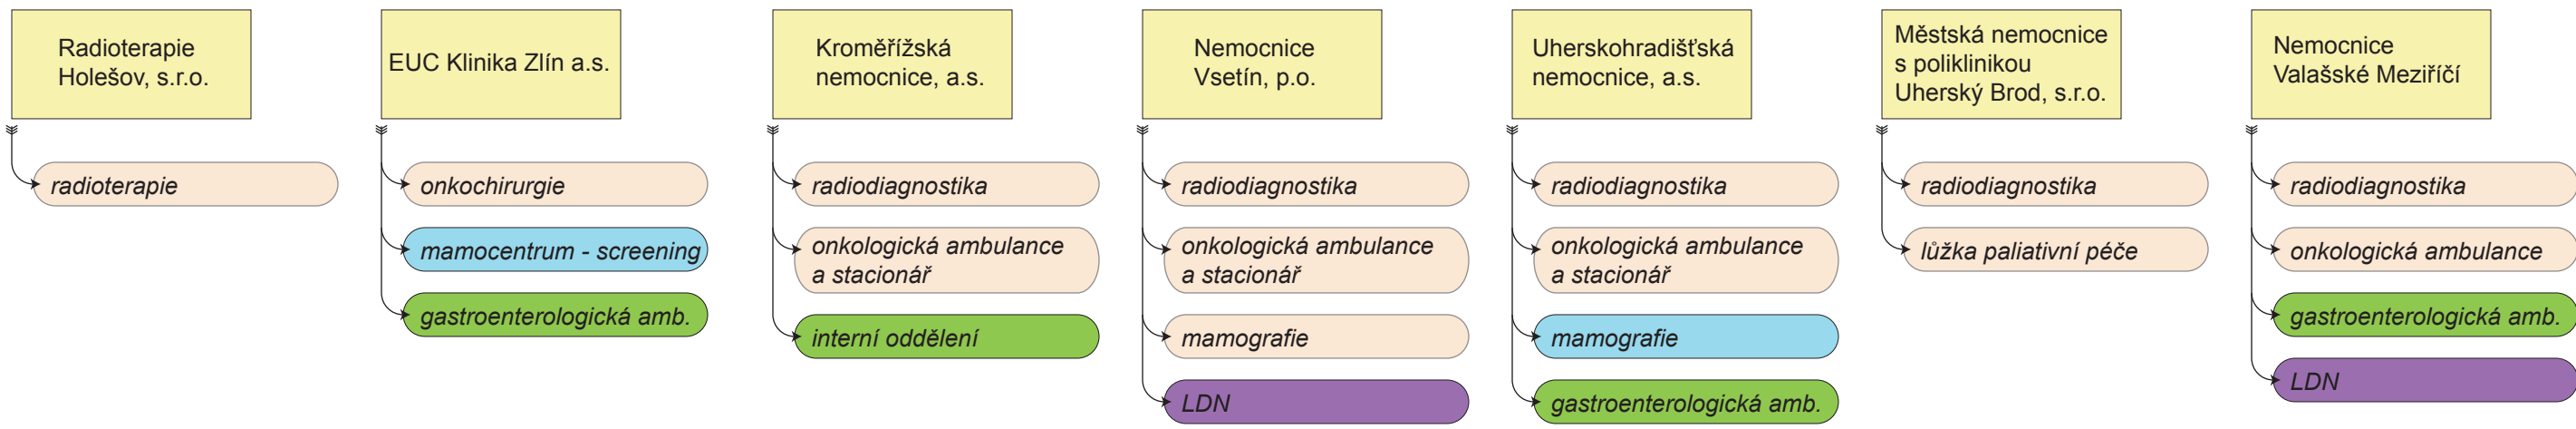 Radioterapie
Holešov, s.r.o.
radioterapie
EUC Klinika Zlín a.s.
onkochirurgie
mamocentrum - screening
gastroenterologická amb.
Kroměřížská
nemocnice, a.s.
radiodiagnostika
onkologická ambulance
a stacionář
interní oddělení
Nemocnice
Vsetín, p.o.
radiodiagnostika
onkologická ambulance
a stacionář
mamografie
LDN
Uherskohradišťská
nemocnice, a.s.
radiodiagnostika
onkologická ambulance
a stacionář
mamografie
gastroenterologická amb.
Městská nemocnice
s poliklinikou
Uherský Brod, s.r.o.
radiodiagnostika
lůžka paliativní péče
Nemocnice
Valašské Meziříčí
radiodiagnostika
onkologická ambulance
gastroenterologická amb.
LDN